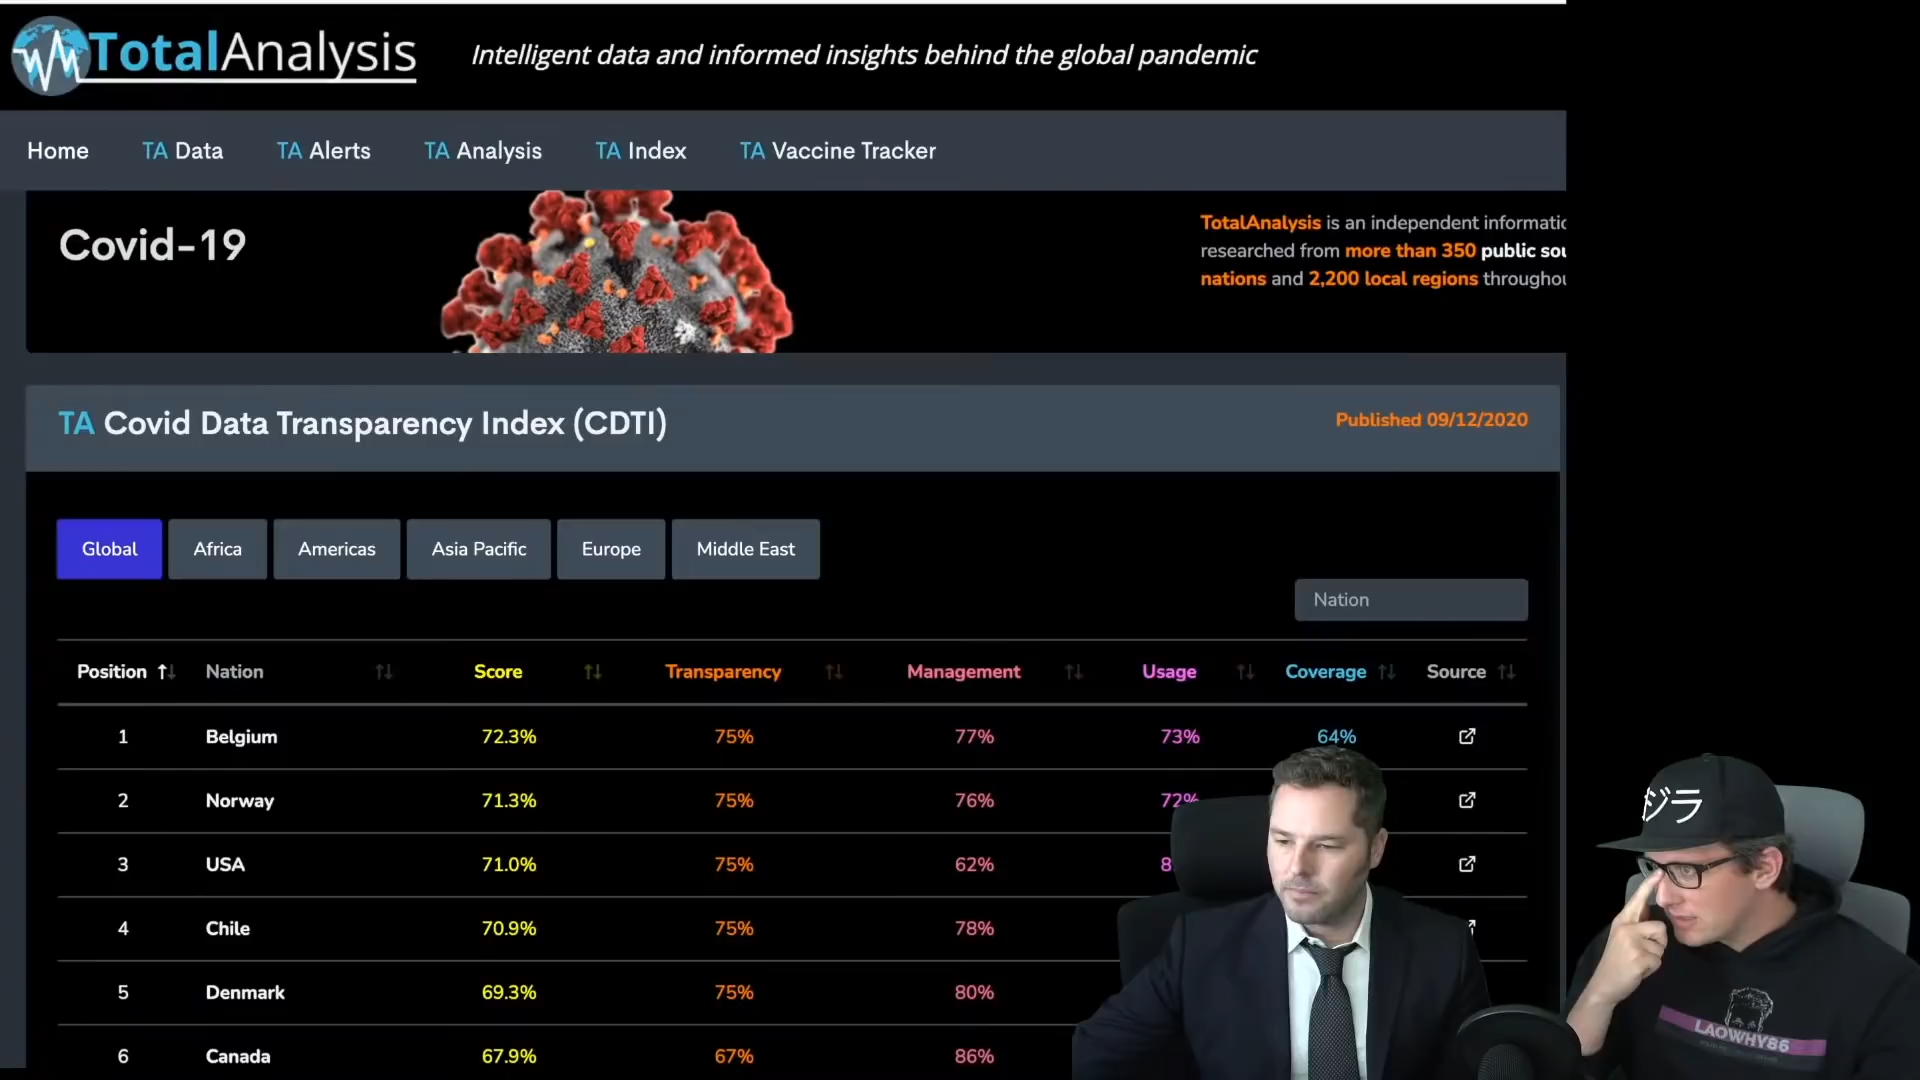 TotalAnalysis
Intelligent data and informed insights behind the global pandemic
Home TA Data TA Alerts TA Analysis TA Index TA Vaccine Tracker
Covid-19
TotalAnalysis is an independent informatic
researched from more than 350 public sou
nations and 2,200 local regions throughou
TA Covid Data Transparency Index (CDTI)
Published 09/12/2020
Global Africa Americas Asia Pacific Europe Middle East
Nation
Position Nation Score Transparency Management Usage Coverage Source
1 Belgium 72.3% 75% 77% 73% 64%
2 Norway 71.3% 75% 76% 72%
3 USA 71.0% 75% 62% 8
4 Chile 70.9% 75% 78%
5 Denmark 69.3% 75% 80%
6 Canada 67.9% 67% 86%
ジラ
LAOWHY86